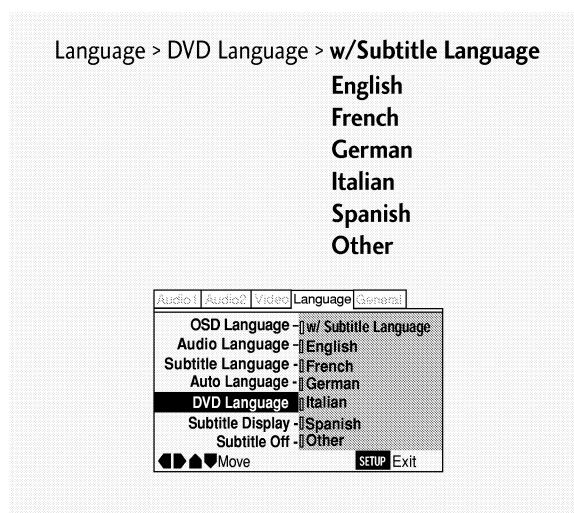 Language > DVD Language > w/Subtitle Language
English
French
German
Italian
Spanish
Other
Audio1 Audio2 Video Language General
OSD Language - w/ Subtitle Language
Audio Language - English
Subtitle Language - French
Auto Language - German
DVD Language Italian
Subtitle Display - Spanish
Subtitle Off - Other
Move SETUP Exit